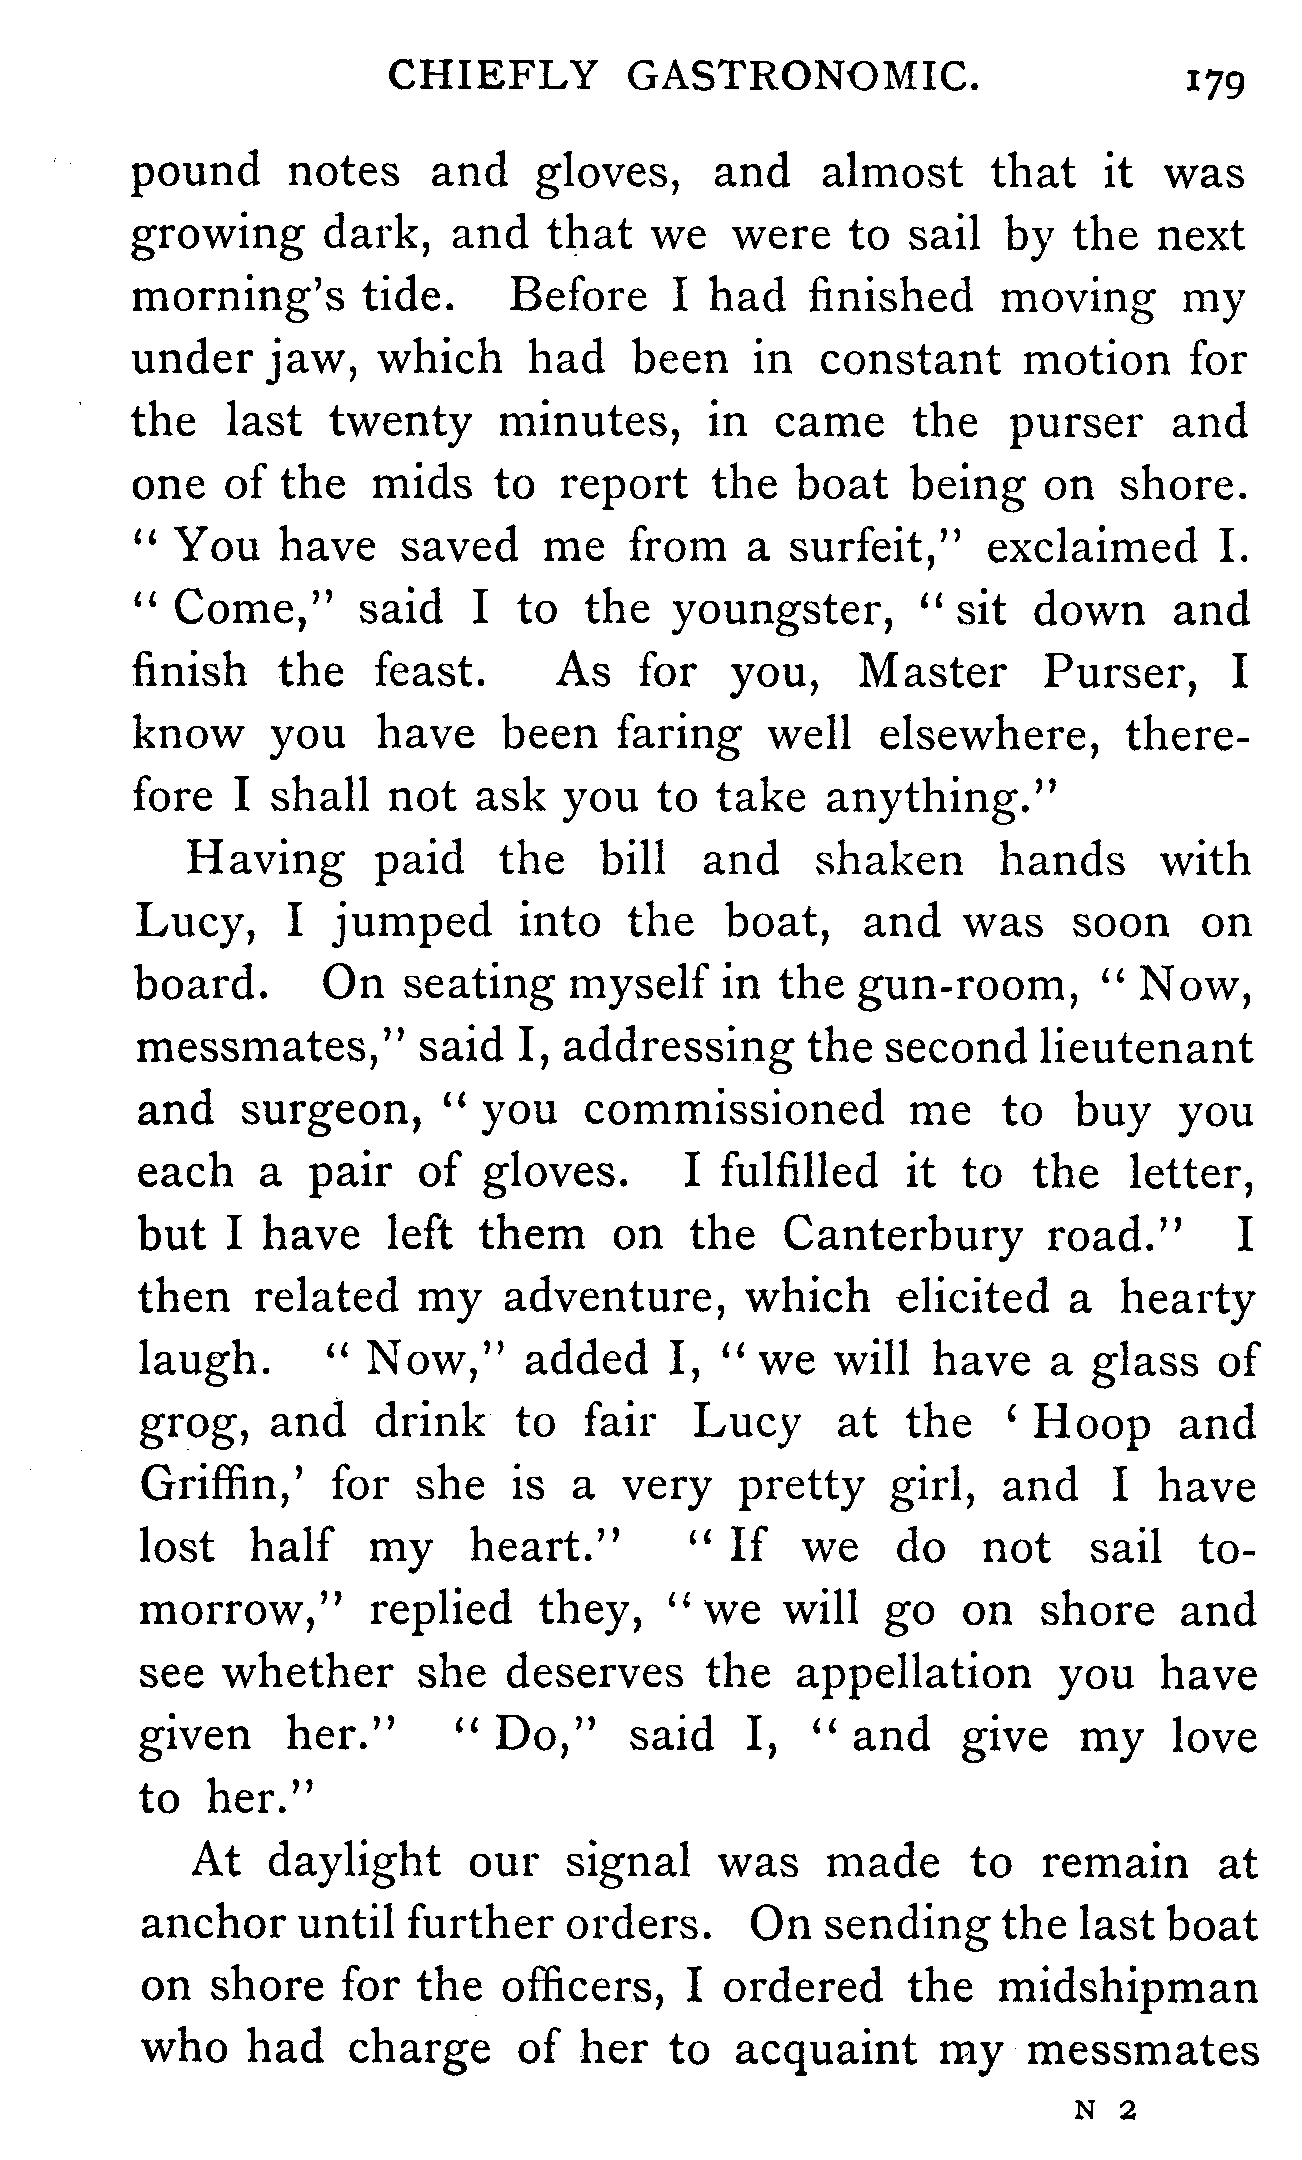 CHIEFLY GASTRONOMIC. 179
pound notes and gloves, and almost that it was
growing dark, and that we were to sail by the next
morning's tide. Before I had finished moving my
under jaw, which had been in constant motion for
the last twenty minutes, in came the purser and
one of the mids to report the boat being on shore.
“ You have saved me from a surfeit,” exclaimed I.
“ Come,” said I to the youngster, “ sit down and
finish the feast. As for you, Master Purser, I
know you have been faring well elsewhere, there-
fore I shall not ask you to take anything.”
Having paid the bill and shaken hands with
Lucy, I jumped into the boat, and was soon on
board. On seating myself in the gun-room, “ Now,
messmates,” said I, addressing the second lieutenant
and surgeon, “ you commissioned me to buy you
each a pair of gloves. I fulfilled it to the letter,
but I have left them on the Canterbury road.” I
then related my adventure, which elicited a hearty
laugh. “ Now,” added I, “ we will have a glass of
grog, and drink to fair Lucy at the ‘ Hoop and
Griffin,’ for she is a very pretty girl, and I have
lost half my heart.” “ If we do not sail to-
morrow,” replied they, “ we will go on shore and
see whether she deserves the appellation you have
given her.” “ Do,” said I, “ and give my love
to her.”
At daylight our signal was made to remain at
anchor until further orders. On sending the last boat
on shore for the officers, I ordered the midshipman
who had charge of her to acquaint my messmates
N 2